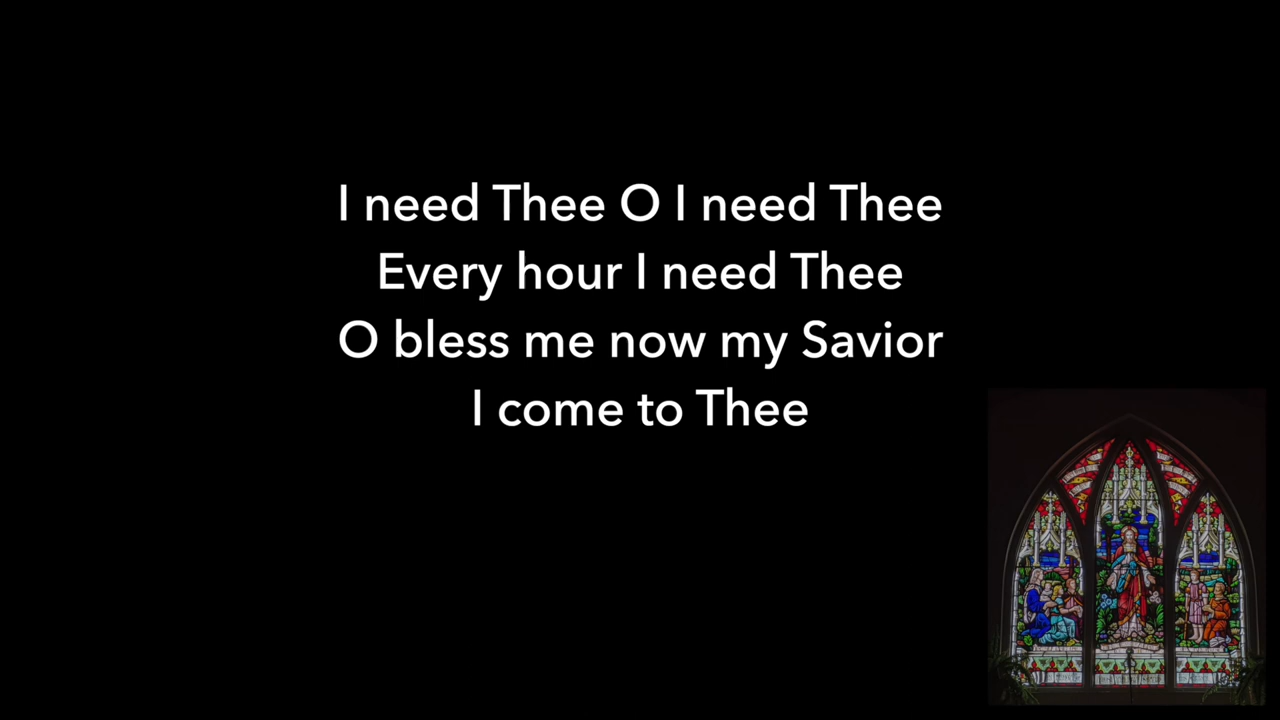 I need Thee O I need Thee
Every hour I need Thee
O bless me now my Savior
I come to Thee